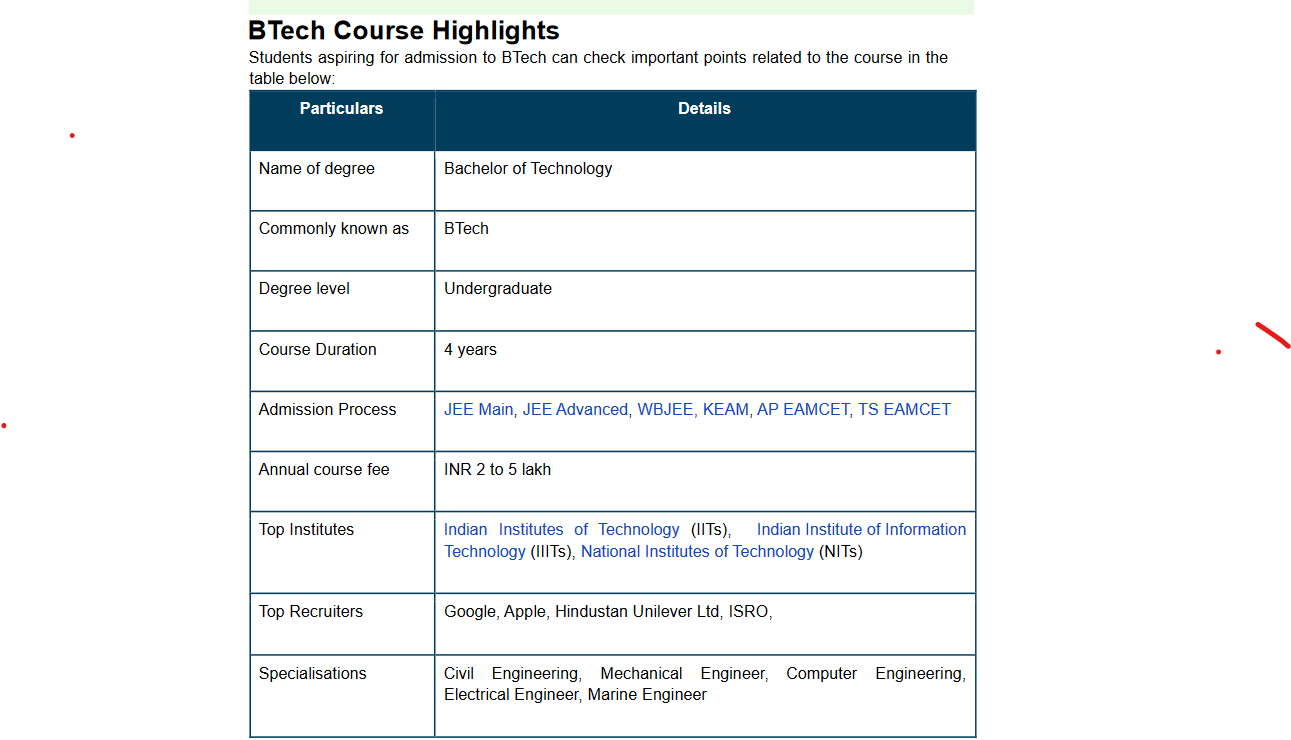 BTech Course Highlights
Students aspiring for admission to BTech can check important points related to the course in the
table below:
Particulars Details
Name of degree Bachelor of Technology
Commonly known as BTech
Degree level Undergraduate
Course Duration 4 years
Admission Process JEE Main, JEE Advanced, WBJEE, KEAM, AP EAMCET, TS EAMCET
Annual course fee INR 2 to 5 lakh
Top Institutes Indian Institutes of Technology (IITs), Indian Institute of Information
Technology (IIITs), National Institutes of Technology (NITs)
Top Recruiters Google, Apple, Hindustan Unilever Ltd, ISRO,
Specialisations Civil Engineering, Mechanical Engineer, Computer Engineering,
Electrical Engineer, Marine Engineer